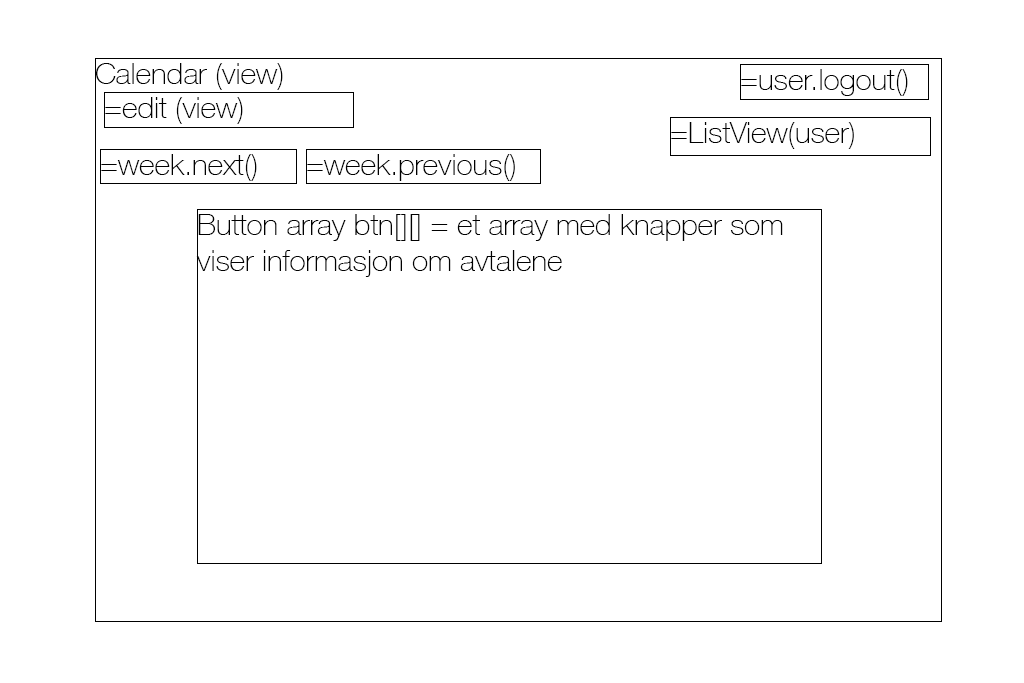 Calendar (view)
=user.logout()
=edit (view)
=ListView(user)
=week.next()
=week.previous()
Button array btn[][] = et array med knapper som
viser informasjon om avtalene